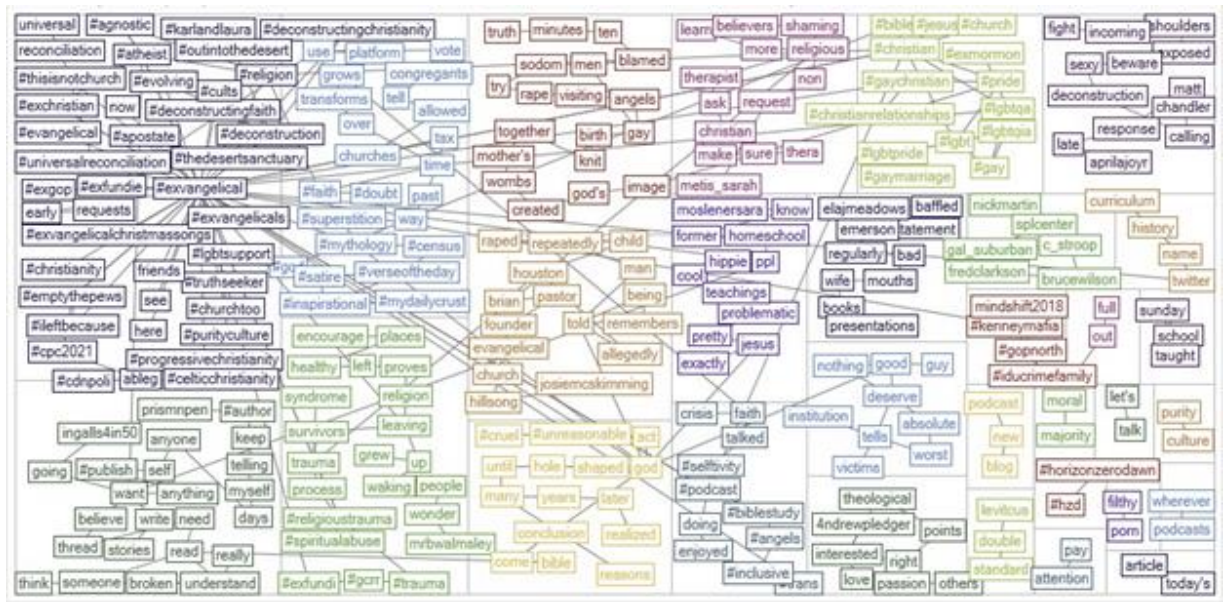 universal #agnostic #karlandlaura #deconstructingchristianity
reconciliation #atheist #outintothedesert
#thisisnotchurch #evolving #religion
#exchristian now #cults
#deconstructingfaith
#evangelical #apostate #deconstruction
#universalreconciliation #thedesertsanctuary
#exgop #exfundie #exvangelical
early requests #exvangelicals
#exvangelicalchristmassongs
#christianity #lgbtsupport
friends #truthseeker
#emptythepews see #churchtoo
#ileftbecause here #purityculture
#cpc2021 #progressivechristianity
#cdnpoli ableg #celticchristianity
use platform vote
grows congregants
transforms tell allowed
over tax
churches time
#faith #doubt past
#superstition way
#mythology #census
#satire #verseoftheday
#inspirational #mydailycrust
truth minutes ten
sodom men blamed
try rape visiting angels
together birth gay
mother's knit
wombs god's image
created
learn believers shaming
more religious
therapist non
ask request
christian
make sure thera
metis_sarah
#bible #jesus #church
#christian #exmormon
#gaychristian #pride
#christianrelationships #lgbtqa
#lgbtqia
#lgbtpride #lgbt
#gaymarriage #gay
fight incoming shoulders
sexy beware exposed
deconstruction matt
chandler
response calling
late aprilajoyr
raped repeatedly child
houston man
brian pastor being
founder told remembers
evangelical allegedly
church josiemcskimming
hillsong
moslenersara know
former homeschool
hippie ppl
cool teachings
problematic
pretty jesus
exactly
elajmeadows baffled
emerson tatement
regularly bad
wife mouths
books
presentations
nickmartin
splcenter
gal_suburban c_stroop
fredclarkson brucewilson
curriculum
history
name
twitter
mindshift2018
#kenneymafia
#gopnorth
#iducrimefamily
full
out
sunday
school
taught
encourage places
healthy left proves
syndrome religion
survivors leaving
trauma grew up
process waking people
#religioustrauma wonder
#spiritualabuse mrbwalmsley
#exfundi #gcrr #trauma
prismnpen #author
ingalls4in50 anyone keep
going #publish self telling
want anything myself
believe write need days
thread stories read really
think someone broken understand
#cruel #unreasonable act
until hole shaped god
many years later
conclusion realized
come bible reasons
crisis faith
talked
#selftivity
#podcast
doing #biblestudy
enjoyed #angels
#inclusive
nothing good guy
deserve
institution absolute
tells worst
victims
theological
4ndrewpledger points
interested right
love passion others
podcast
new
blog
moral
majority
let's
talk
purity
culture
#horizonzerodawn
#hzd
filthy
porn
wherever
podcasts
leviticus
double
standard
pay
attention
article
today's